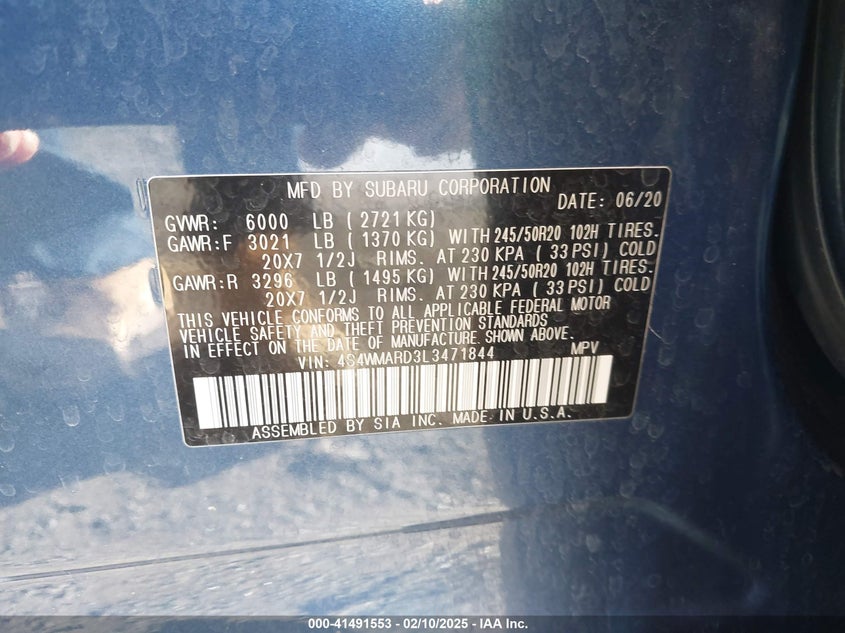 MFD BY SUBARU CORPORATION
DATE: 06/20
GVWR: 6000 LB ( 2721 KG)
GAWR:F 3021 LB ( 1370 KG) WITH 245/50R20 102H TIRES.
20X7 1/2J RIMS. AT 230 KPA ( 33 PSI) COLD
GAWR:R 3296 LB ( 1495 KG) WITH 245/50R20 102H TIRES.
20X7 1/2J RIMS. AT 230 KPA ( 33 PSI) COLD
THIS VEHICLE CONFORMS TO ALL APPLICABLE FEDERAL MOTOR
VEHICLE SAFETY AND THEFT PREVENTION STANDARDS
IN EFFECT ON THE DATE OF MANUFACTURE SHOWN ABOVE.
VIN: 4S4WMARD3L3471844 MPV
ASSEMBLED BY SIA INC. MADE IN U.S.A.
000-41491553 - 02/10/2025 - IAA Inc.